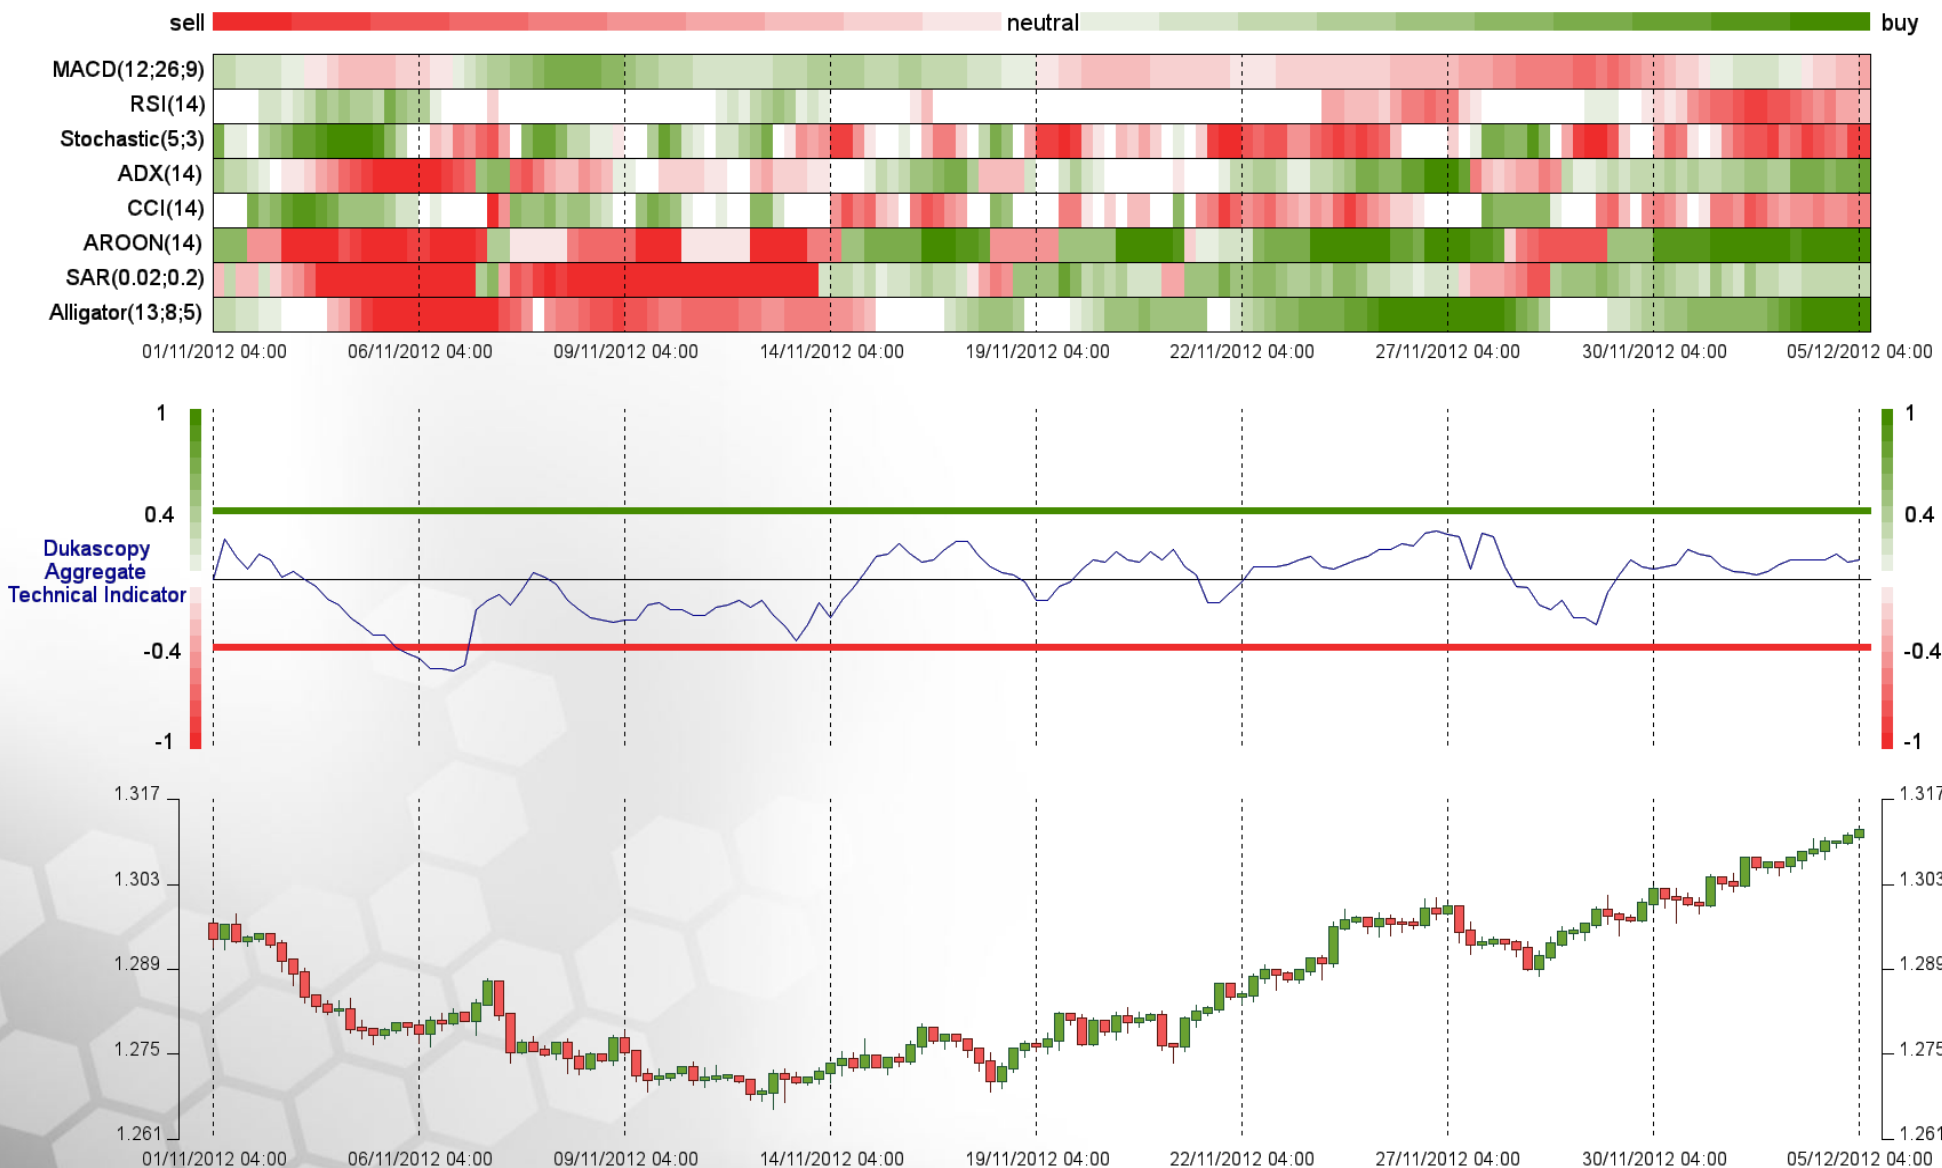 sell neutral buy
MACD(12;26;9)
RSI(14)
Stochastic(5;3)
ADX(14)
CCI(14)
AROON(14)
SAR(0.02;0.2)
Alligator(13;8;5)
01/11/2012 04:00 06/11/2012 04:00 09/11/2012 04:00 14/11/2012 04:00 19/11/2012 04:00 22/11/2012 04:00 27/11/2012 04:00 30/11/2012 04:00 05/12/2012 04:00
1 1
0.4 0.4
Dukascopy
Aggregate
Technical Indicator
-0.4 -0.4
-1 -1
1.317 1.317
1.303 1.303
1.289 1.289
1.275 1.275
1.261 1.261
01/11/2012 04:00 06/11/2012 04:00 09/11/2012 04:00 14/11/2012 04:00 19/11/2012 04:00 22/11/2012 04:00 27/11/2012 04:00 30/11/2012 04:00 05/12/2012 04:00